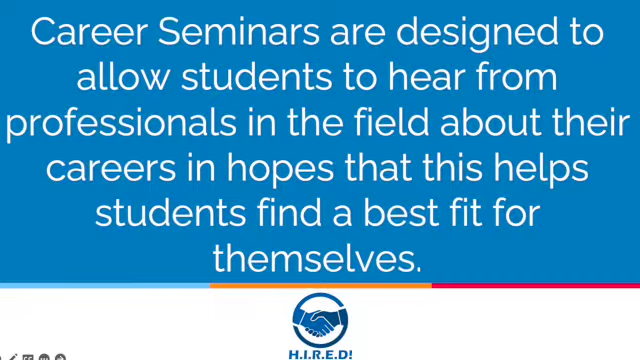 Career Seminars are designed to
allow students to hear from
professionals in the field about their
careers in hopes that this helps
students find a best fit for
themselves.
H.I.R.E.D!